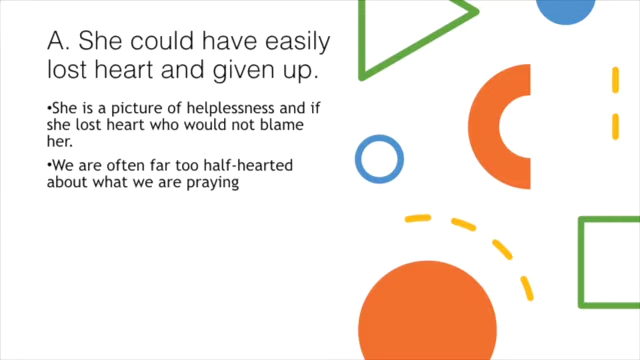 A. She could have easily
lost heart and given up.
•She is a picture of helplessness and if
she lost heart who would not blame
her.
•We are often far too half-hearted
about what we are praying